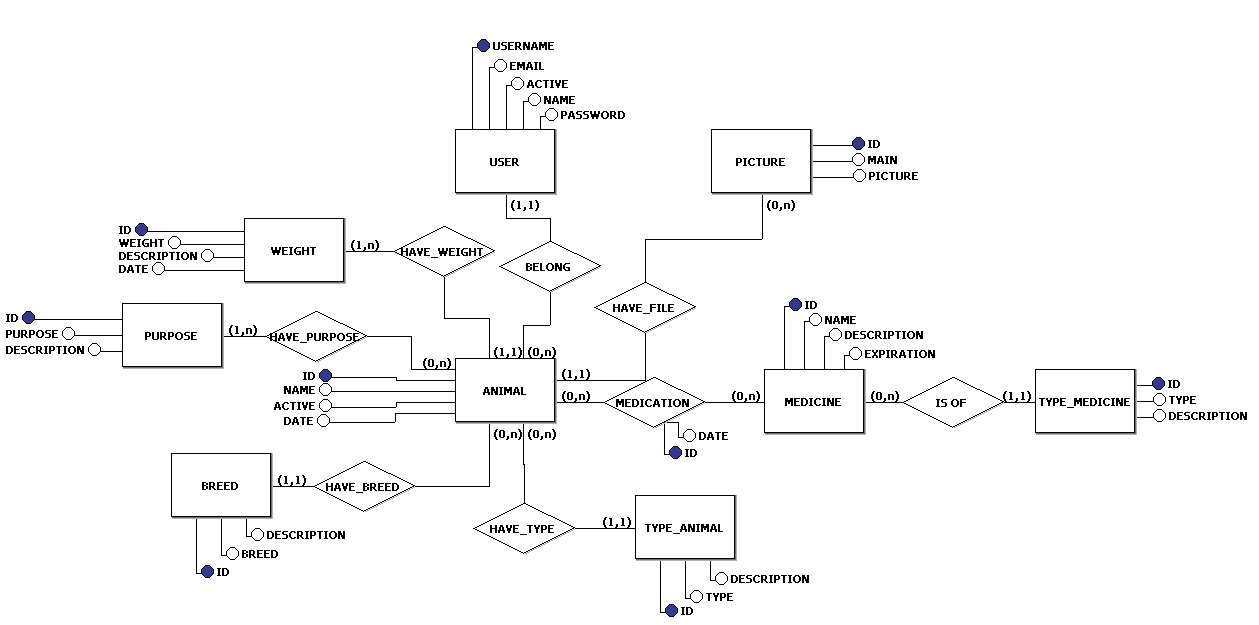 USERNAME
EMAIL
ACTIVE
NAME
PASSWORD
USER
(1,1)
PICTURE
ID
MAIN
PICTURE
(0,n)
ID
WEIGHT
DESCRIPTION
DATE
WEIGHT
(1,n)
HAVE_WEIGHT
BELONG
HAVE_FILE
ID
PURPOSE
DESCRIPTION
PURPOSE
(1,n)
HAVE_PURPOSE
(0,n)
(1,1) (0,n)
ID
NAME
ACTIVE
DATE
ANIMAL
(1,1)
(0,n)
MEDICATION
DATE
ID
(0,n)
ID
NAME
DESCRIPTION
EXPIRATION
MEDICINE
(0,n)
IS OF
(1,1)
TYPE_MEDICINE
ID
TYPE
DESCRIPTION
(0,n) (0,n)
BREED
(1,1)
HAVE_BREED
DESCRIPTION
BREED
ID
HAVE_TYPE
(1,1)
TYPE_ANIMAL
DESCRIPTION
TYPE
ID